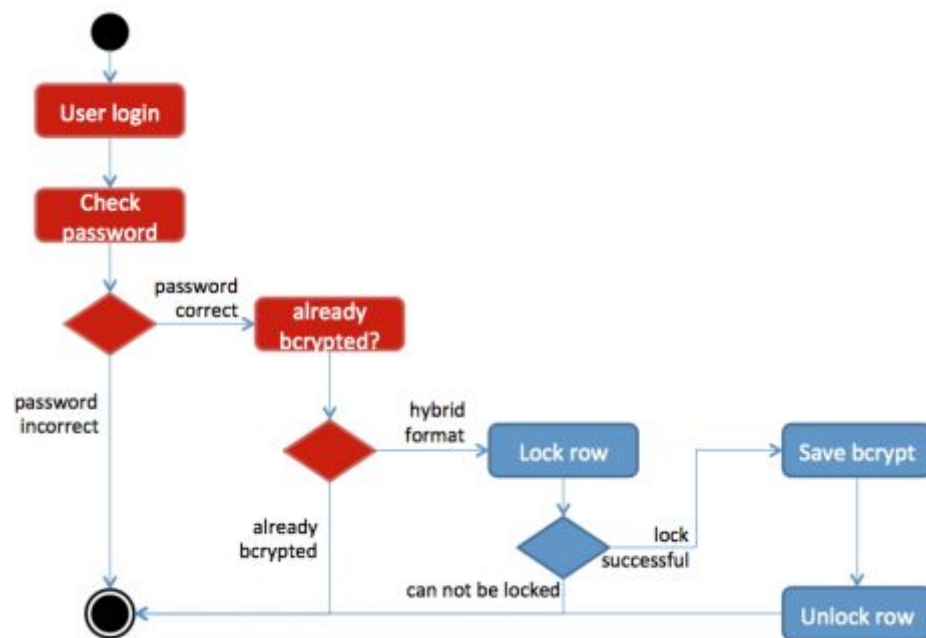 User login
Check
password
password
correct
already
bcrypted?
password
incorrect
hybrid
format
Lock row
Save bcrypt
already
bcrypted
lock
successful
can not be locked
Unlock row